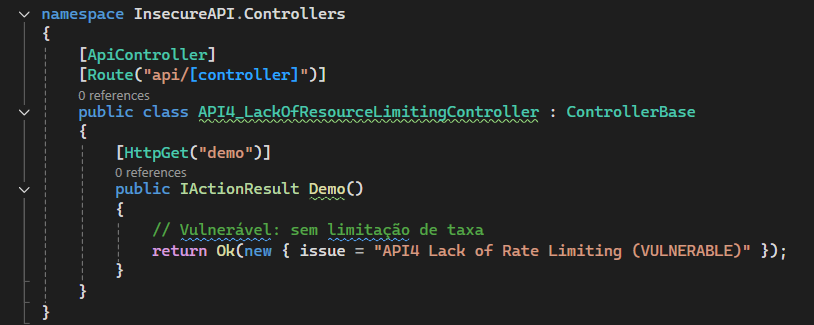 namespace InsecureAPI.Controllers
{
[ApiController]
[Route("api/[controller]")]
0 references
public class API4_LackOfResourceLimitingController : ControllerBase
{
[HttpGet("demo")]
0 references
public IActionResult Demo()
{
// Vulnerável: sem limitação de taxa
return Ok(new { issue = "API4 Lack of Rate Limiting (VULNERABLE)" });
}
}
}